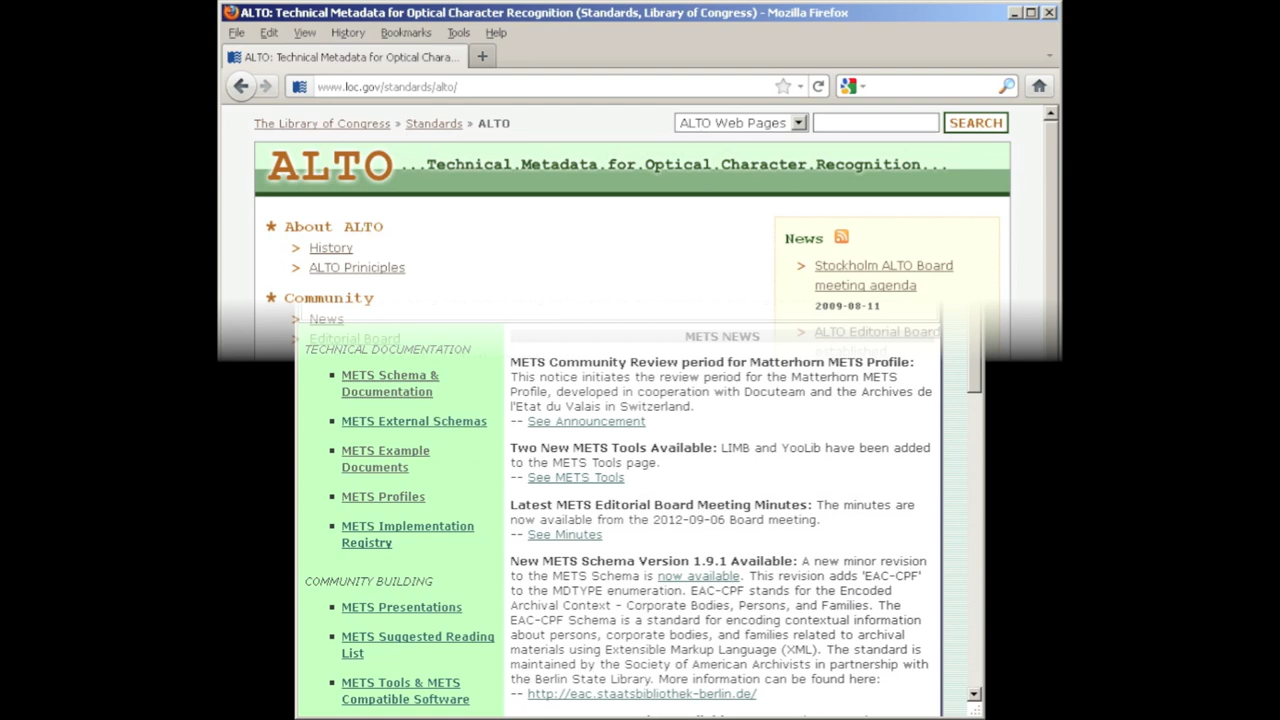 ALTO: Technical Metadata for Optical Character Recognition (Standards, Library of Congress) - Mozilla Firefox
File Edit View History Bookmarks Tools Help
ALTO: Technical Metadata for Optical Chara...
www.loc.gov/standards/alto/
The Library of Congress » Standards » ALTO
ALTO Web Pages
SEARCH
ALTO ...Technical.Metadata.for.Optical.Character.Recognition...
* About ALTO
> History
> ALTO Priniciples
* Community
> News
Editorial Board
News
> Stockholm ALTO Board
meeting agenda
2009-08-11
> ALTO Editorial Board
established
TECHNICAL DOCUMENTATION
METS Schema &
Documentation
METS External Schemas
METS Example
Documents
METS Profiles
METS Implementation
Registry
COMMUNITY BUILDING
METS Presentations
METS Suggested Reading
List
METS Tools & METS
Compatible Software
METS NEWS
METS Community Review period for Matterhorn METS Profile:
This notice initiates the review period for the Matterhorn METS
Profile, developed in cooperation with Docuteam and the Archives de
l'Etat du Valais in Switzerland.
-- See Announcement
Two New METS Tools Available: LIMB and YooLib have been added
to the METS Tools page.
-- See METS Tools
Latest METS Editorial Board Meeting Minutes: The minutes are
now available from the 2012-09-06 Board meeting.
-- See Minutes
New METS Schema Version 1.9.1 Available: A new minor revision
to the METS Schema is now available. This revision adds 'EAC-CPF'
to the MDTYPE enumeration. EAC-CPF stands for the Encoded
Archival Context - Corporate Bodies, Persons, and Families. The
EAC-CPF Schema is a standard for encoding contextual information
about persons, corporate bodies, and families related to archival
materials using Extensible Markup Language (XML). The standard is
maintained by the Society of American Archivists in partnership with
the Berlin State Library. More information can be found here:
-- http://eac.staatsbibliothek-berlin.de/